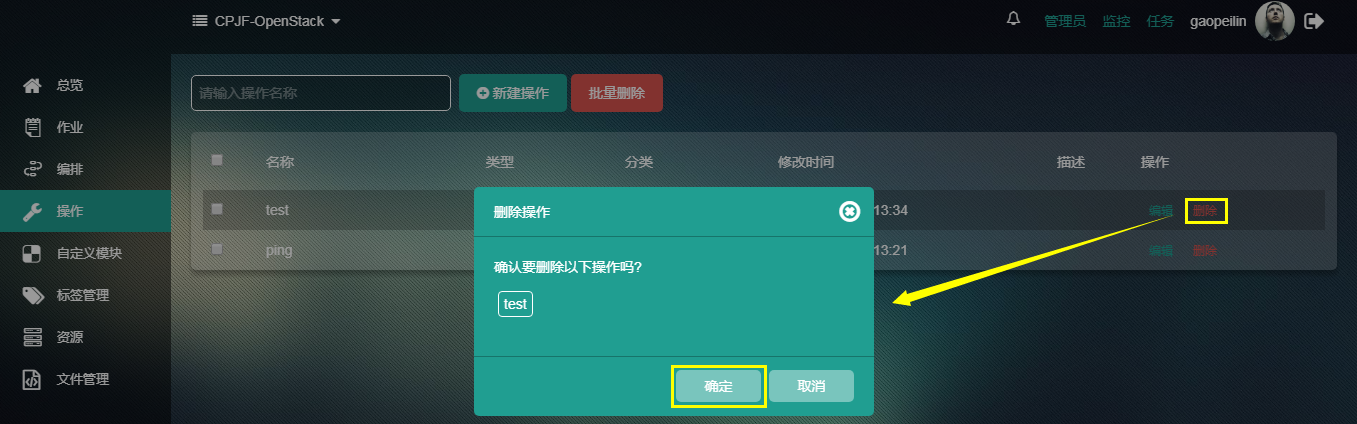 CPJF-OpenStack
管理员 监控 任务 gaopeilin
总览
作业
编排
操作
自定义模块
标签管理
资源
文件管理
请输入操作名称 新建操作 批量删除
名称 类型 分类 修改时间 描述 操作
test 13:34 编辑 删除
ping 13:21 编辑 删除
删除操作
确认要删除以下操作吗?
test
确定 取消